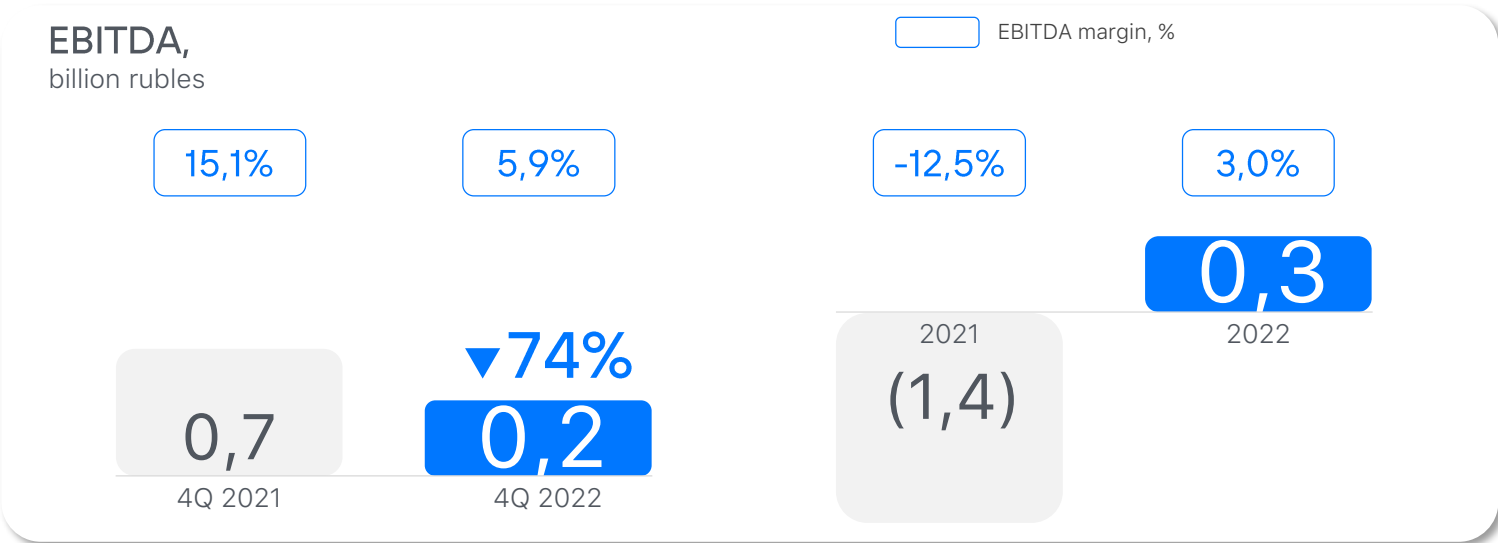 EBITDA,
billion rubles
EBITDA margin, %
15,1%
5,9%
-12,5%
3,0%
0,7
▼74%
0,2
4Q 2021
4Q 2022
0,3
2021
2022
(1,4)